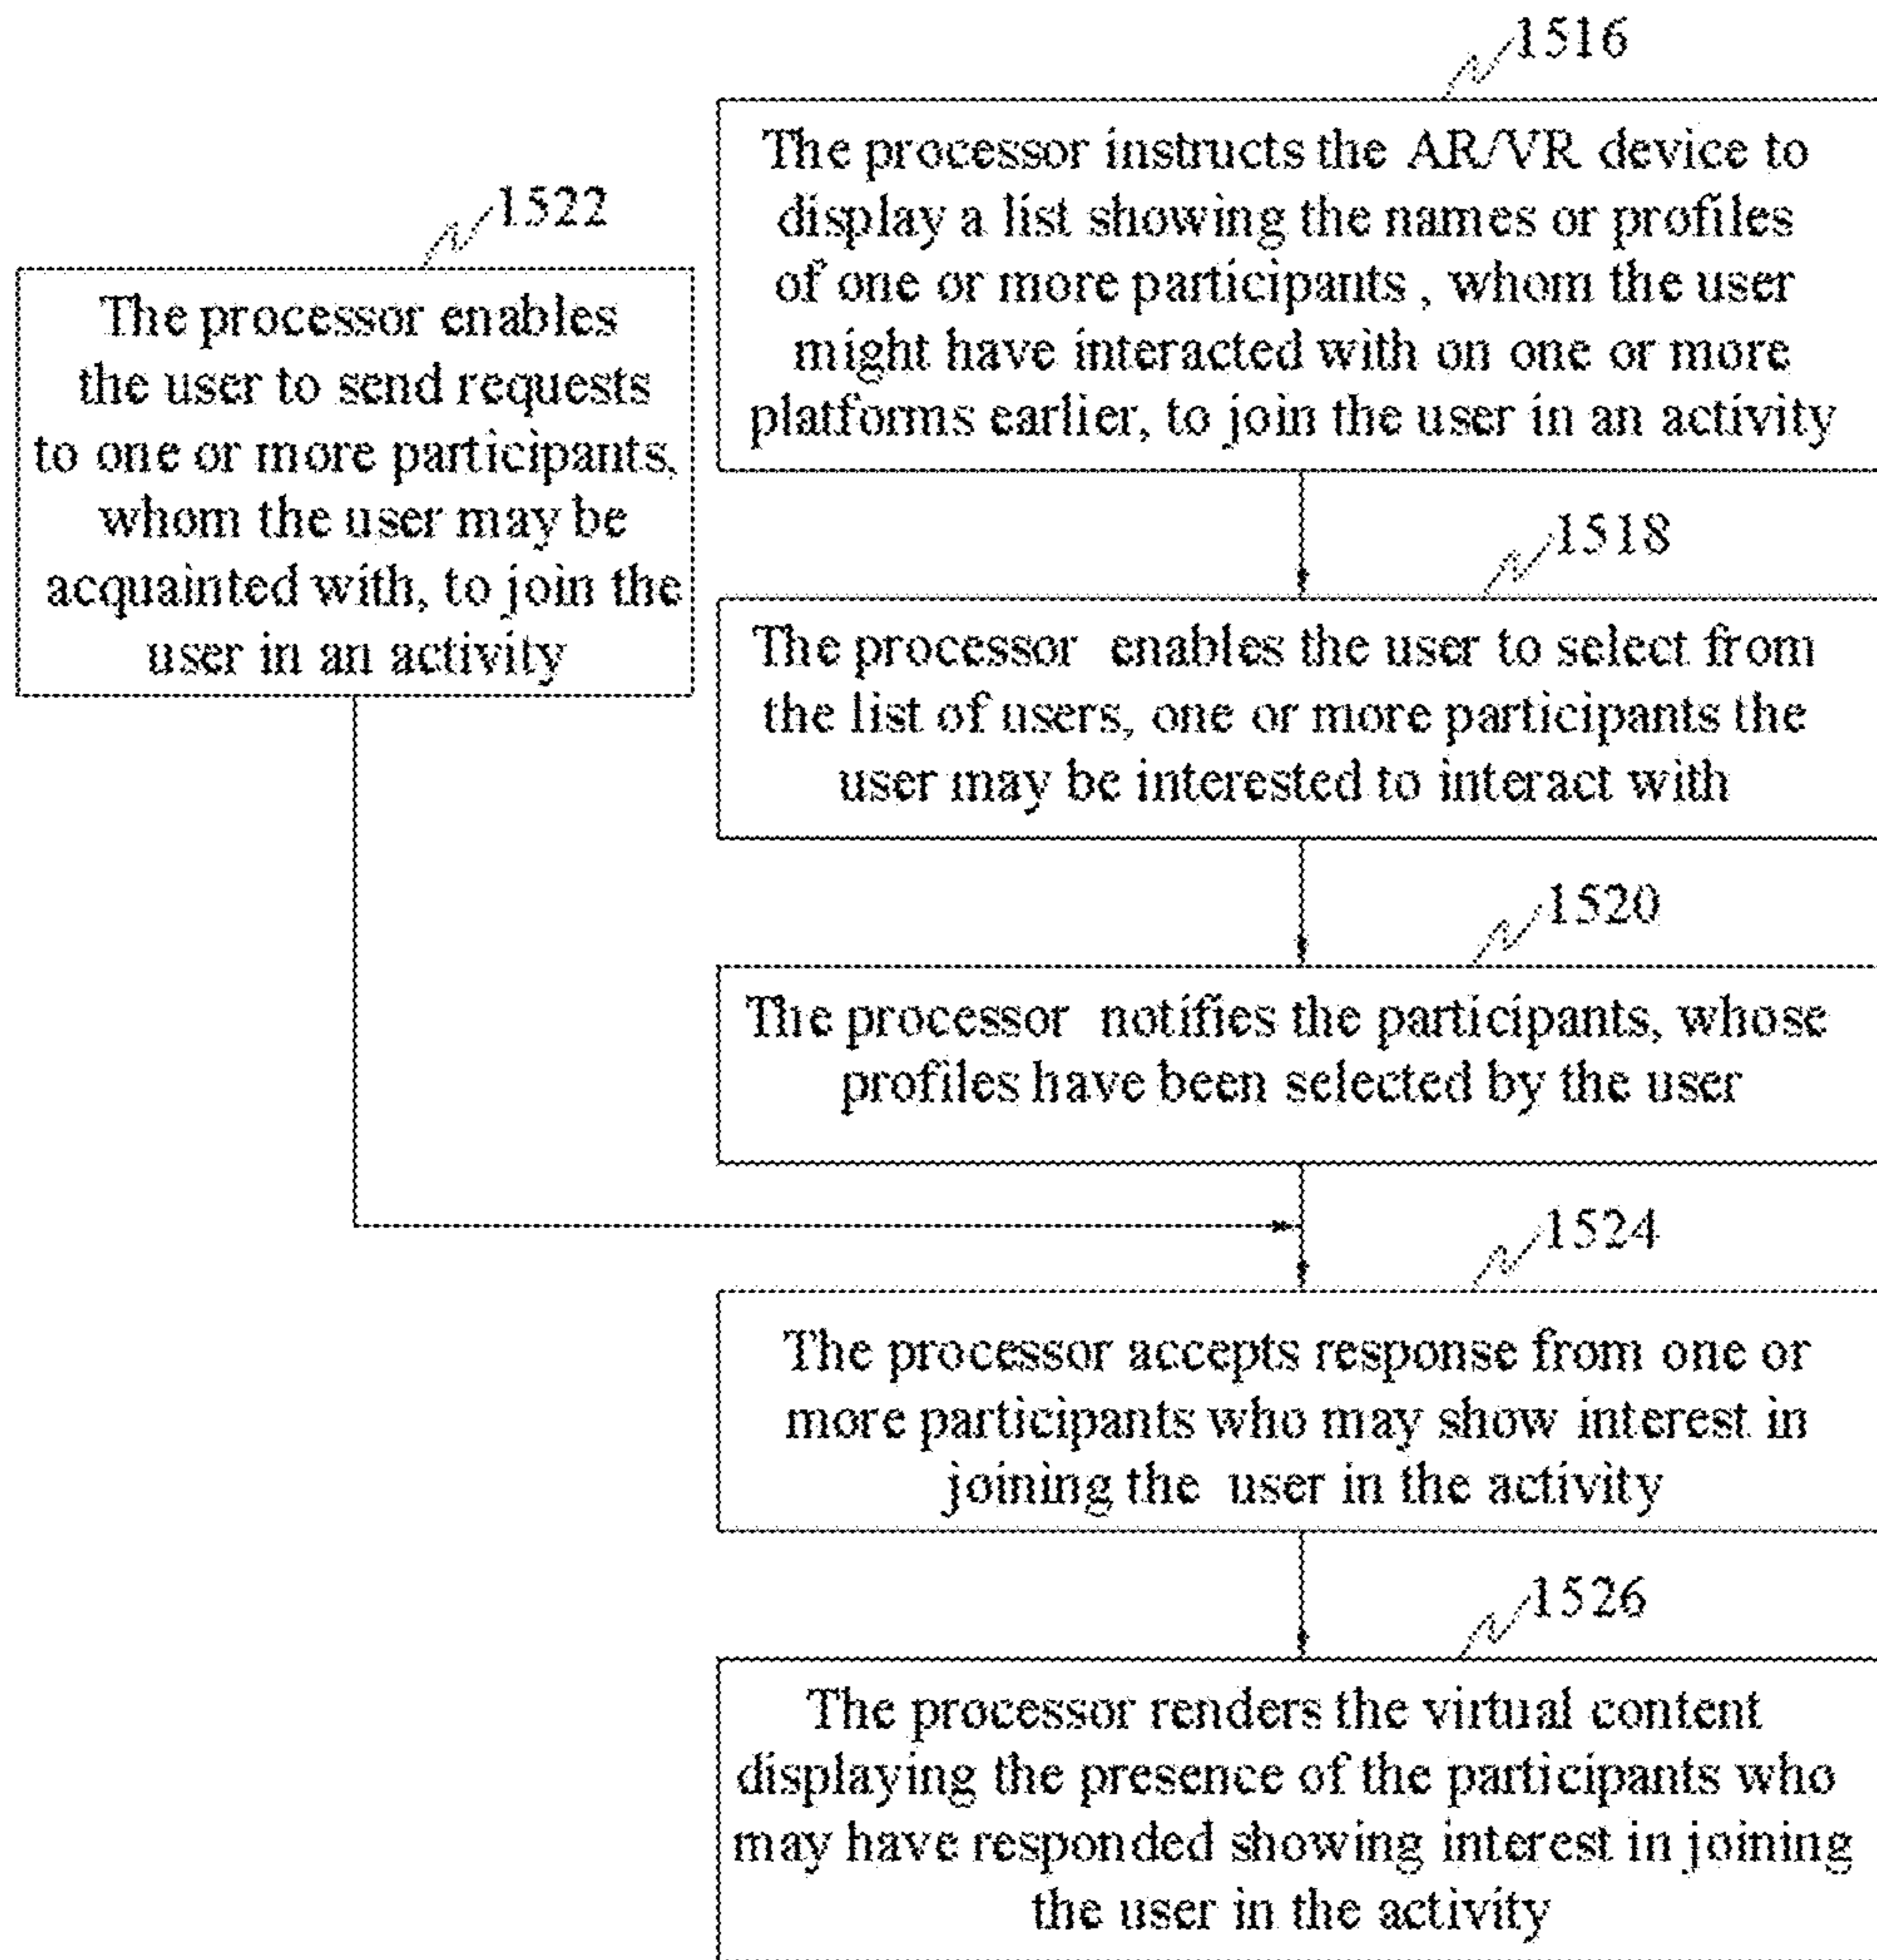 1516
The processor instructs the AR/VR device to
display a list showing the names or profiles
of one or more participants , whom the user
might have interacted with on one or more
platforms earlier, to join the user in an activity
1522
The processor enables
the user to send requests
to one or more participants,
whom the user may be
acquainted with, to join the
user in an activity
1518
The processor enables the user to select from
the list of users, one or more participants the
user may be interested to interact with
1520
The processor notifies the participants, whose
profiles have been selected by the user
1524
The processor accepts response from one or
more participants who may show interest in
joining the user in the activity
1526
The processor renders the virtual content
displaying the presence of the participants who
may have responded showing interest in joining
the user in the activity